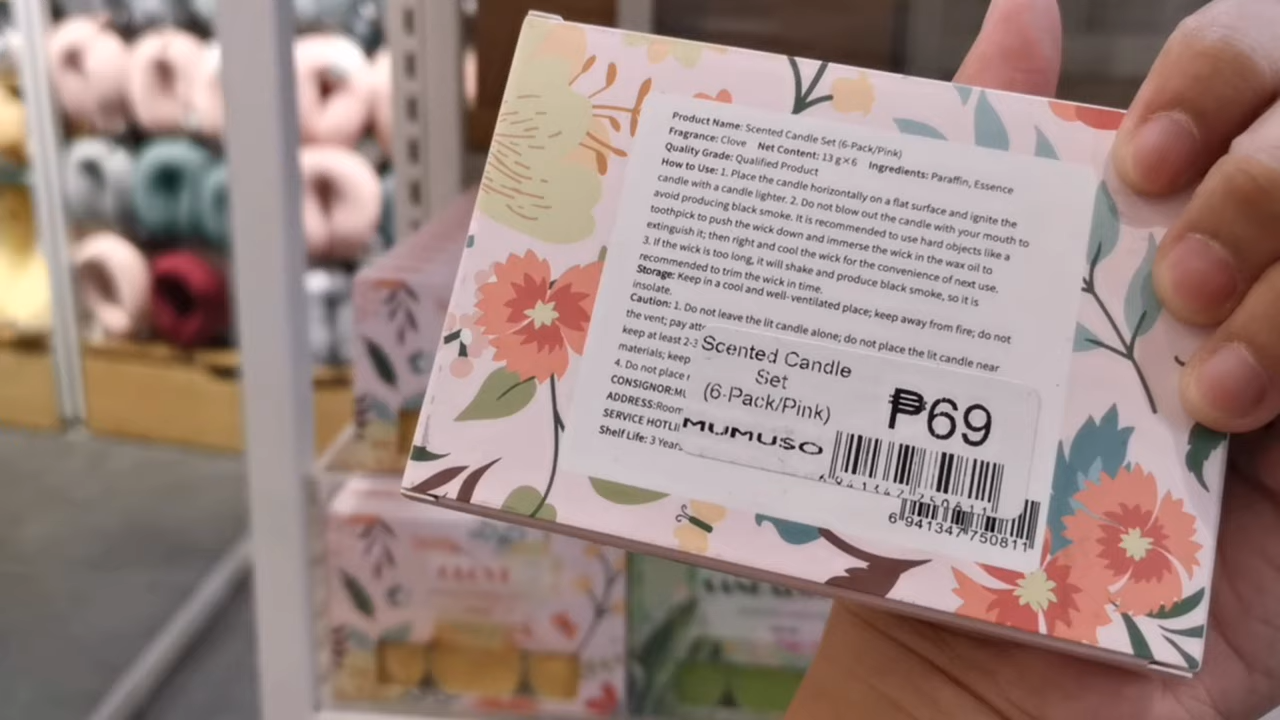 Product Name: Scented Candle Set (6-Pack/Pink)
Fragrance: Clove Net Content: 13 g×6 Ingredients: Paraffin, Essence
Quality Grade: Qualified Product
How to Use: 1. Place the candle horizontally on a flat surface and ignite the
candle with a candle lighter. 2. Do not blow out the candle with your mouth to
avoid producing black smoke. It is recommended to use hard objects like a
toothpick to push the wick down and immerse the wick in the wax oil to
extinguish it; then right and cool the wick for the convenience of next use.
3. If the wick is too long, it will shake and produce black smoke, so it is
recommended to trim the wick in time.
Storage: Keep in a cool and well-ventilated place; keep away from fire; do not
insolate.
Caution: 1. Do not leave the lit candle alone; do not place the lit candle near
the vent; pay
keep at least 2-3
materials; keep
4. Do not place
CONSIGNOR:
ADDRESS:Room
SERVICE
Shelf Life: 3
Scented Candle
Set
(6-Pack/Pink)
₱69
MUMUSO
6 941347 750811
6 941347 750811